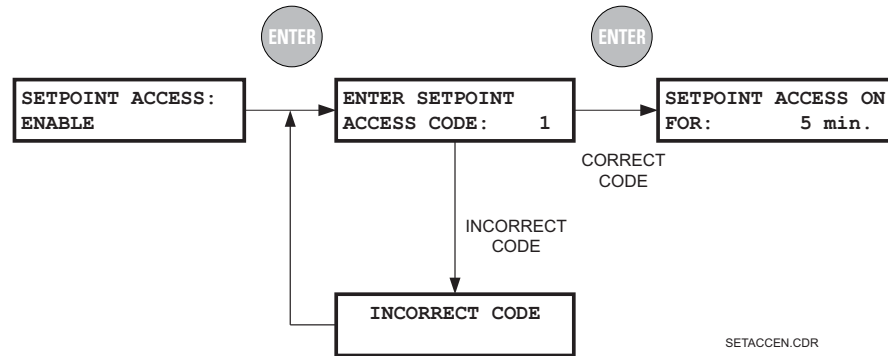 ENTER
ENTER
SETPOINT ACCESS:
ENABLE
ENTER SETPOINT
ACCESS CODE: 1
SETPOINT ACCESS ON
FOR: 5 min.
CORRECT
CODE
INCORRECT
CODE
INCORRECT CODE
SETACCEN.CDR